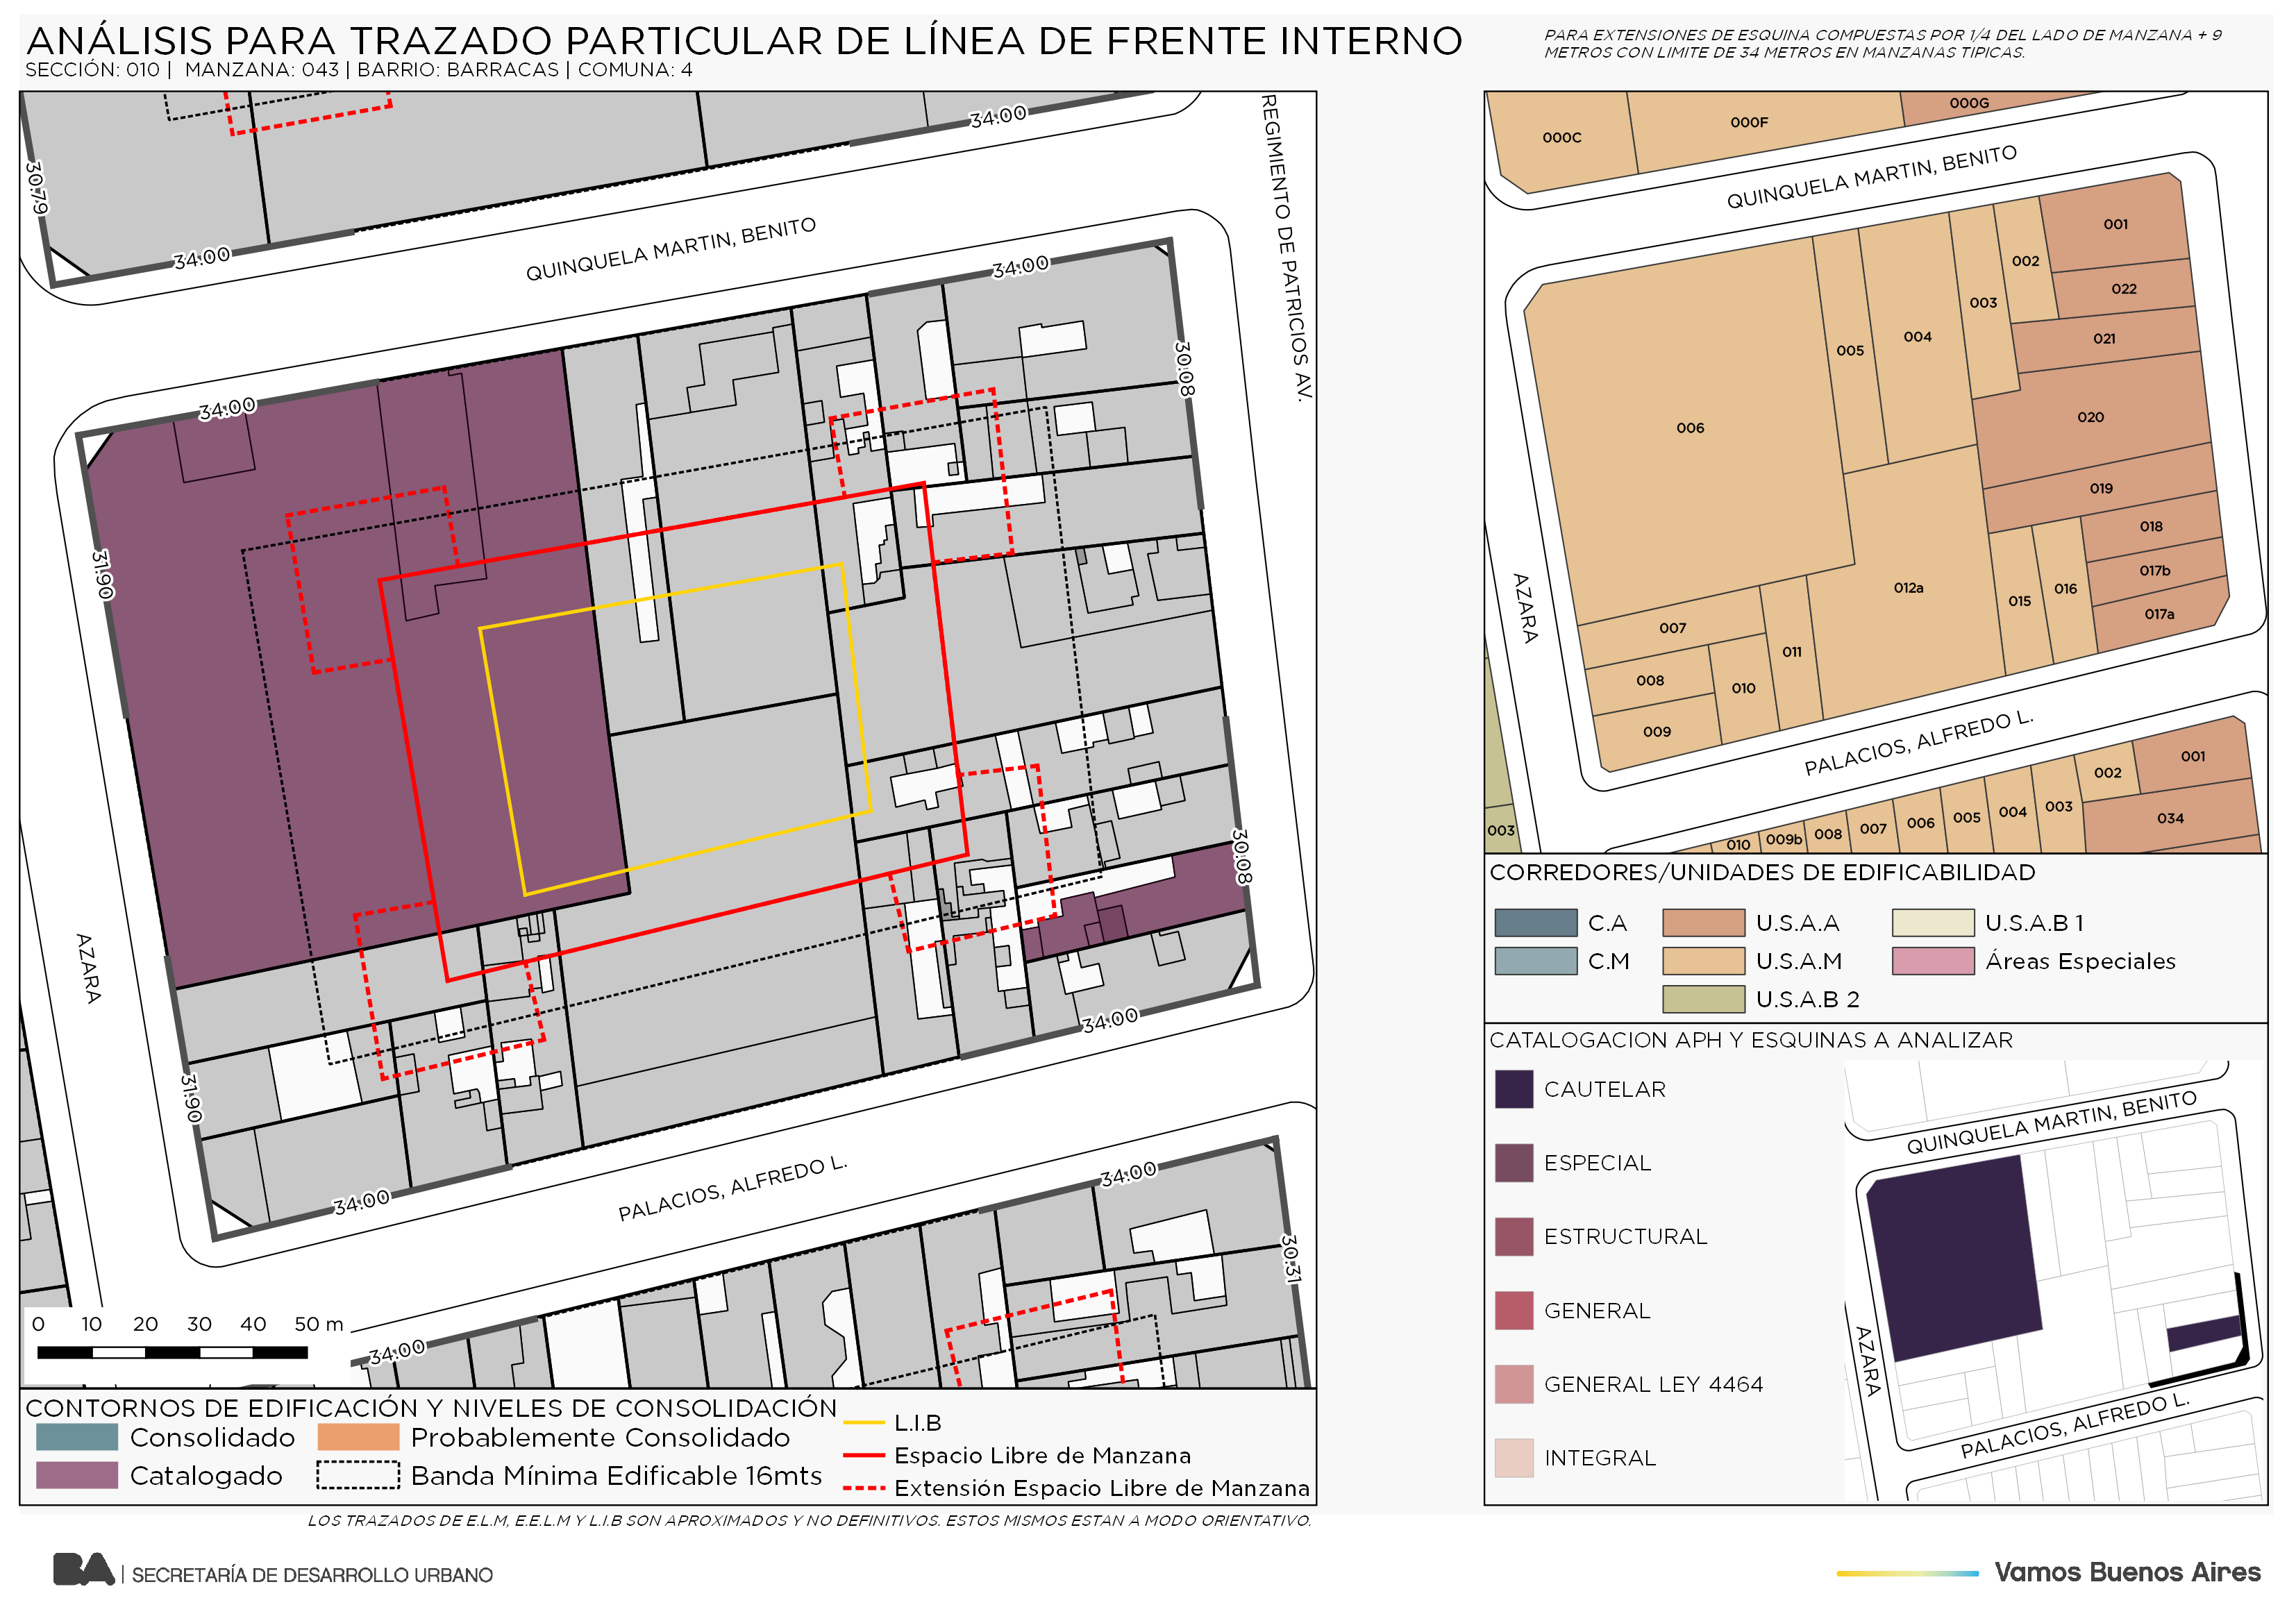 ANÁLISIS PARA TRAZADO PARTICULAR DE LÍNEA DE FRENTE INTERNO
SECCIÓN: 010 | MANZANA: 043 | BARRIO: BARRACAS | COMUNA: 4
PARA EXTENSIONES DE ESQUINA COMPUESTAS POR 1/4 DEL LADO DE MANZANA + 9
METROS CON LIMITE DE 34 METROS EN MANZANAS TIPICAS.
34.00
30.79
34.00
REGIMIENTO DE PATRICIOS AV.
QUINQUELA MARTIN, BENITO
34.00
34.00
30.08
31.90
30.08
AZARA
34.00
31.90
34.00
PALACIOS, ALFREDO L.
34.00
30.31
34.00
0 10 20 30 40 50 m
CONTORNOS DE EDIFICACIÓN Y NIVELES DE CONSOLIDACIÓN
Consolidado
Probablemente Consolidado
Catalogado
Banda Mínima Edificable 16mts
L.I.B
Espacio Libre de Manzana
Extensión Espacio Libre de Manzana
LOS TRAZADOS DE E.L.M, E.E.L.M Y L.I.B SON APROXIMADOS Y NO DEFINITIVOS. ESTOS MISMOS ESTAN A MODO ORIENTATIVO.
000G
000F
000C
QUINQUELA MARTIN, BENITO
001
002
022
003
021
004
005
020
006
019
018
017b
016
015
012a
017a
007
011
008
010
009
AZARA
PALACIOS, ALFREDO L.
001
002
003
004
005
006
007
008
009b
010
034
003
CORREDORES/UNIDADES DE EDIFICABILIDAD
C.A
U.S.A.A
U.S.A.B 1
C.M
U.S.A.M
Áreas Especiales
U.S.A.B 2
CATALOGACION APH Y ESQUINAS A ANALIZAR
CAUTELAR
ESPECIAL
ESTRUCTURAL
GENERAL
GENERAL LEY 4464
INTEGRAL
QUINQUELA MARTIN, BENITO
AZARA
PALACIOS, ALFREDO L.
BA | SECRETARÍA DE DESARROLLO URBANO
Vamos Buenos Aires